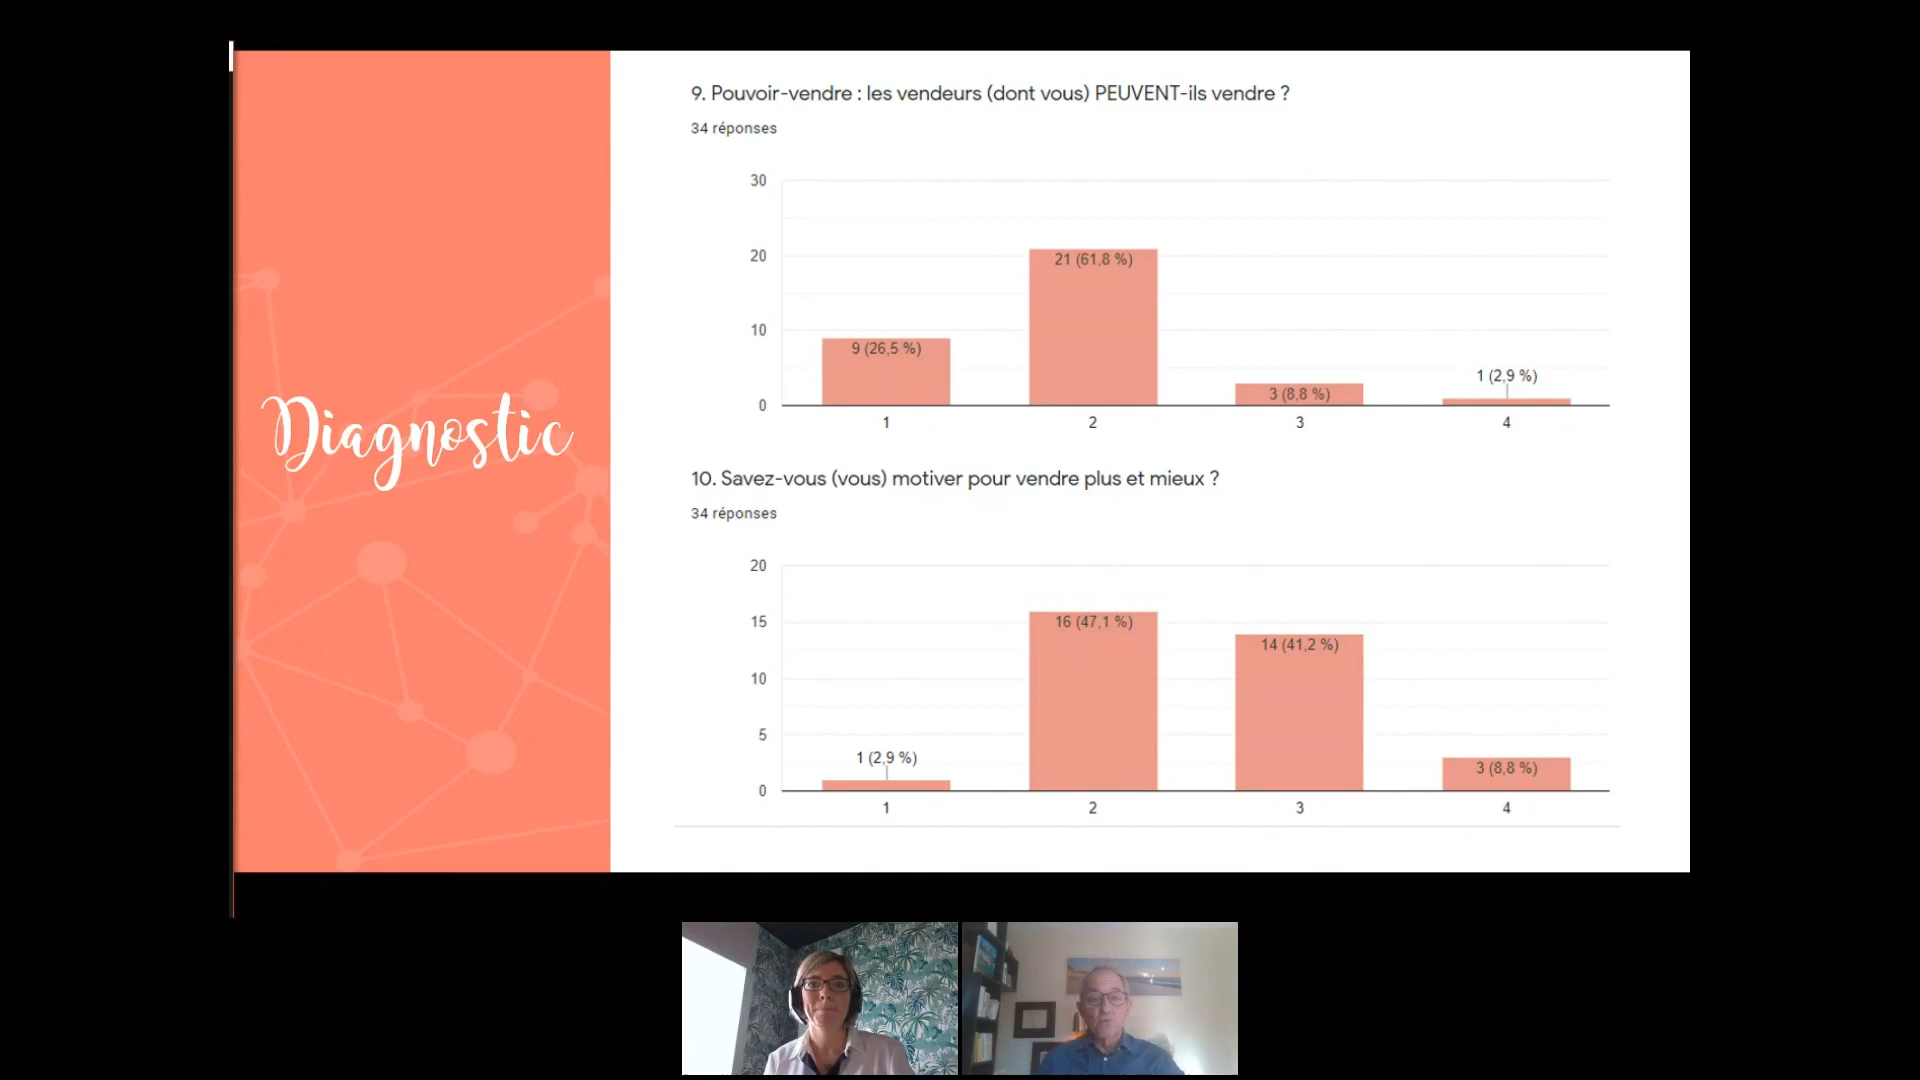 Diagnostic
9. Pouvoir-vendre : les vendeurs (dont vous) PEUVENT-ils vendre ?
34 réponses
30
20
10
0
9 (26,5 %)
21 (61,8 %)
3 (8,8 %)
1 (2,9 %)
1
2
3
4
10. Savez-vous (vous) motiver pour vendre plus et mieux ?
34 réponses
20
15
10
5
0
1 (2,9 %)
16 (47,1 %)
14 (41,2 %)
3 (8,8 %)
1
2
3
4